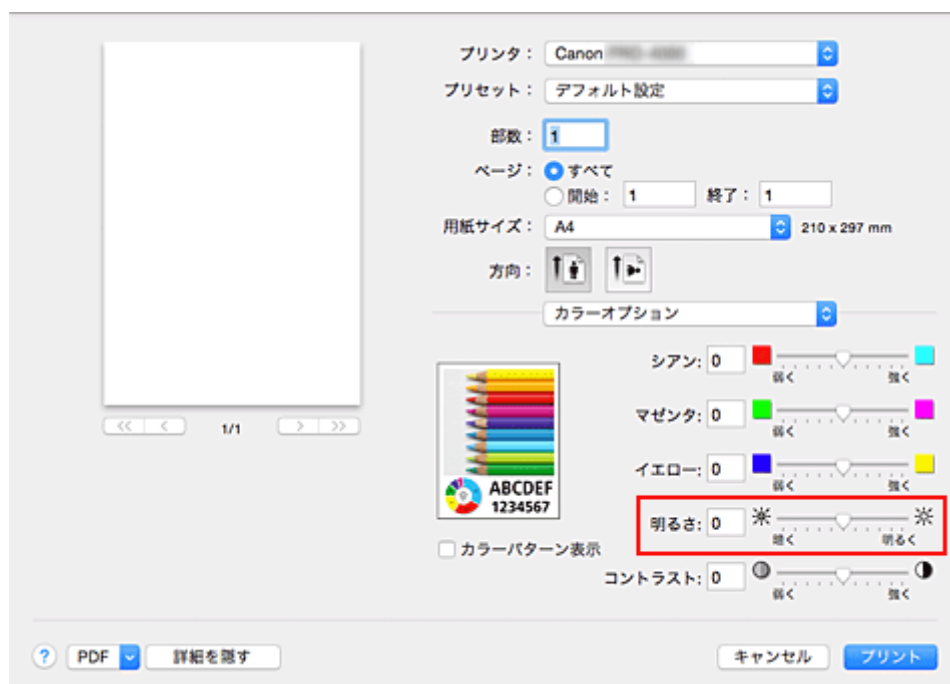 プリンタ： Canon
プリセット： デフォルト設定
部数： 1
ページ： すべて
開始： 1 終了： 1
用紙サイズ： A4 210 x 297 mm
方向：
カラーオプション
シアン: 0
弱く 強く
マゼンタ: 0
弱く 強く
イエロー: 0
弱く 強く
明るさ: 0
暗く 明るく
コントラスト: 0
弱く 強く
ABCDEF
1234567
カラーパターン表示
<< < 1/1 > >>
? PDF 詳細を隠す キャンセル プリント